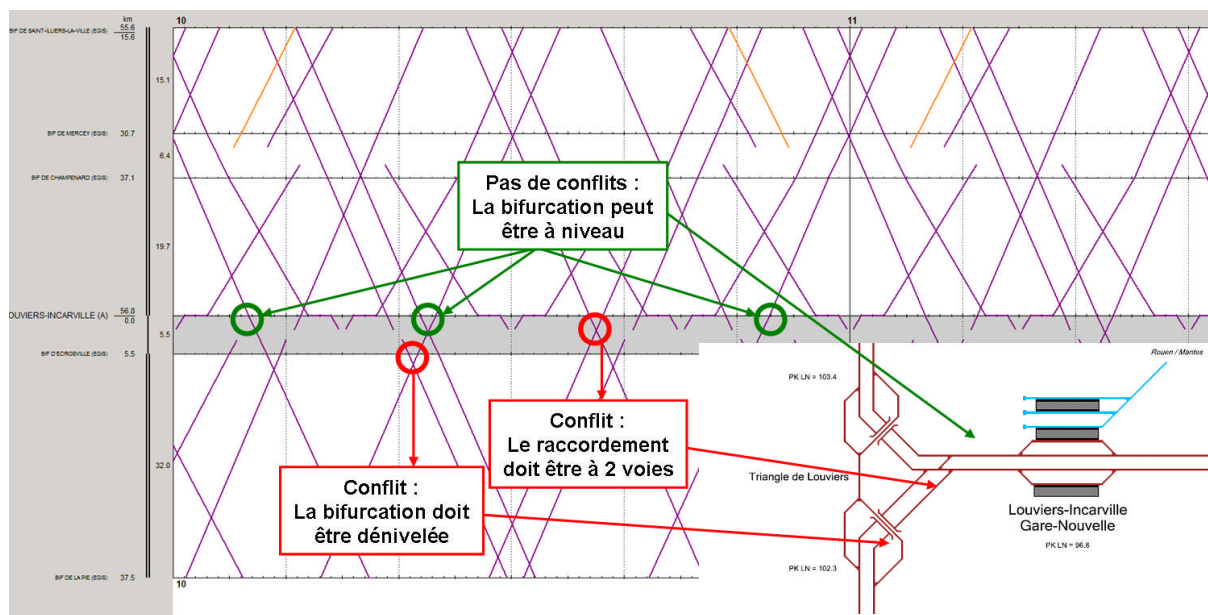 km
10
11
BIF DE SAINT-ILLIERS-LA-VILLE (EGIS)
55.6
15.6
15.1
BIF DE MERCEY (EGIS)
30.7
6.4
BIF DE CHAMPENARD (EGIS)
37.1
Pas de conflits :
La bifurcation peut
être à niveau
19.7
OUVIERS-INCARVILLE (A)
56.8
0.0
5.5
BIF D'ECROSVILLE (EGIS)
5.5
Rouen / Mantes
PK LN = 103.4
Conflit :
Le raccordement
doit être à 2 voies
32.0
Triangle de Louviers
Conflit :
La bifurcation doit
être dénivelée
Louviers-Incarville
Gare-Nouvelle
PK LN = 96.8
PK LN = 102.3
BIF DE LA PIE (EGIS)
37.5
10